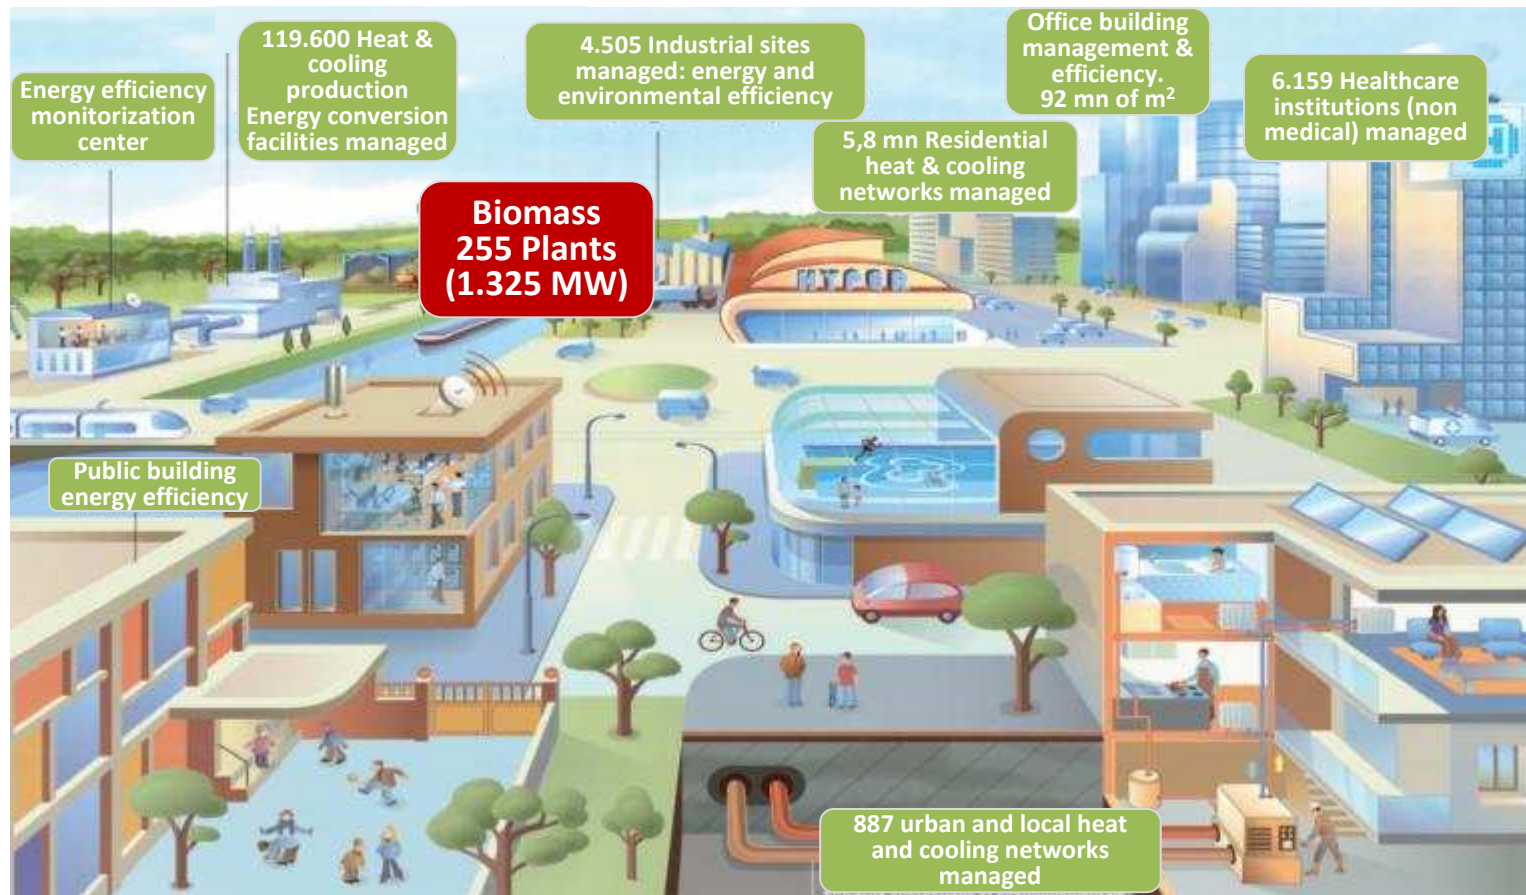 Energy efficiency
monitorization
center
119.600 Heat &
cooling
production
Energy conversion
facilities managed
4.505 Industrial sites
managed: energy and
environmental efficiency
Office building
management &
efficiency.
92 mn of m²
6.159 Healthcare
institutions (non
medical) managed
5,8 mn Residential
heat & cooling
networks managed
Biomass
255 Plants
(1.325 MW)
HYPER
Public building
energy efficiency
887 urban and local heat
and cooling networks
managed